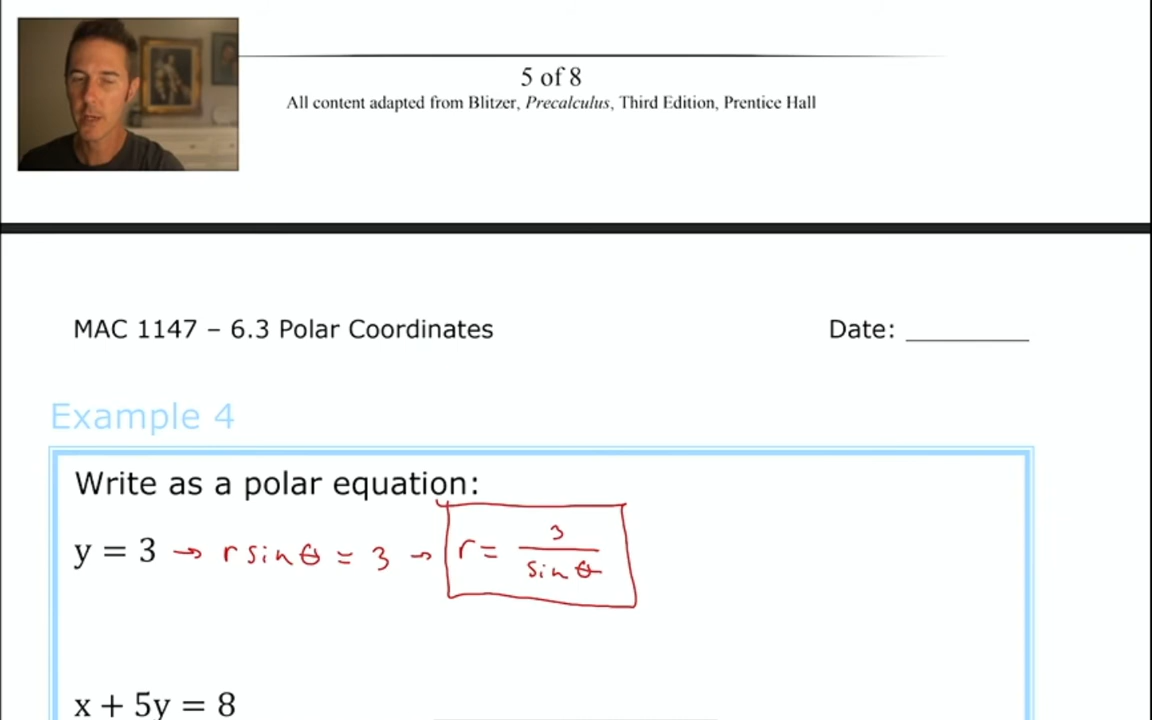 5 of 8
All content adapted from Blitzer, Precalculus, Third Edition, Prentice Hall
MAC 1147 – 6.3 Polar Coordinates Date: _________
Example 4
Write as a polar equation:
y = 3 → r sin θ = 3 → r = 3 / sin θ
x + 5y = 8